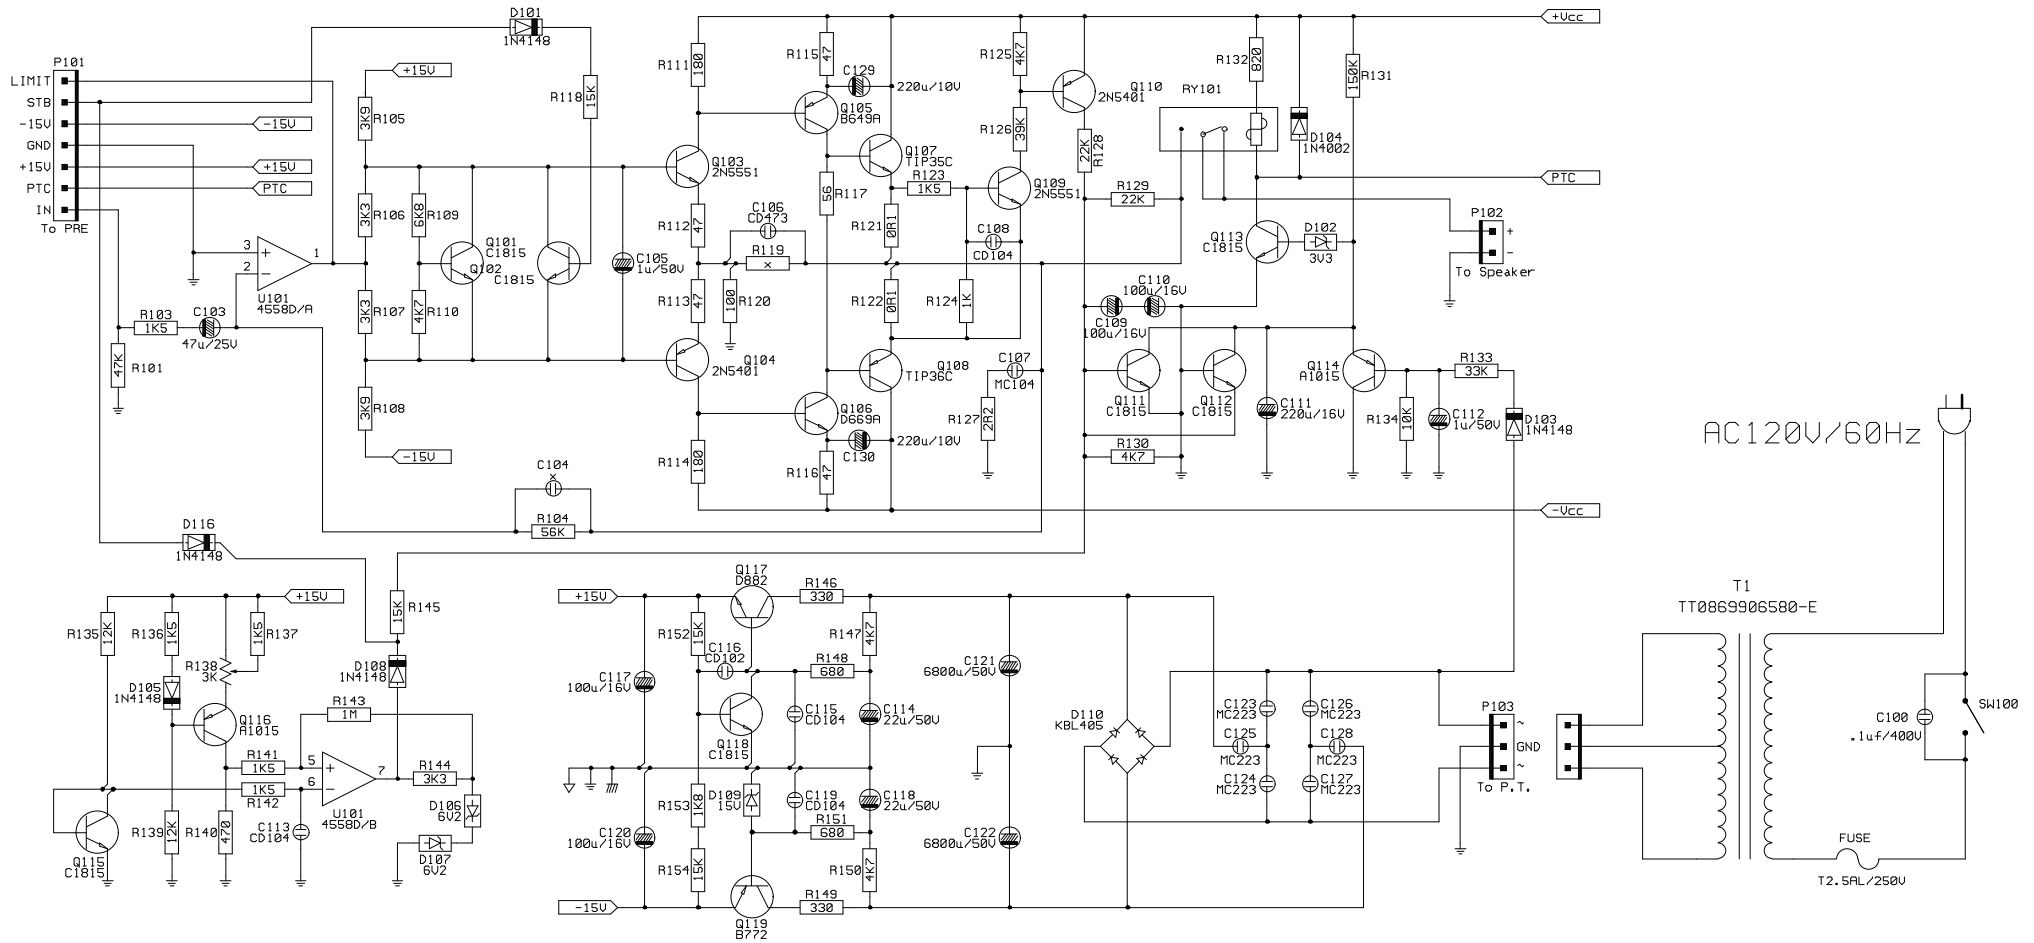 D101
1N4148
+Vcc
P101
LIMIT
STB
-15V
GND
+15V
PTC
IN
To PRE
-15V
+15V
PTC
+15V
R105
3K9
R106
3K3
R107
3K3
R108
3K9
-15V
R109
6K8
R110
4K7
R118
15K
Q101
C1815
Q102
C1815
C105
1u/50V
3
2
1
U101
4558D/A
R103
1K5
C103
47u/25V
R101
47K
R111
180
Q103
2N5551
R112
47
R113
47
Q104
2N5401
R114
180
C106
CD473
R119
x
R120
100
R115
47
C129
220u/10V
Q105
B649A
Q107
TIP35C
R117
56
R121
0R1
R122
0R1
Q108
TIP36C
Q106
D669A
C130
220u/10V
R116
47
R123
1K5
R124
1K
C108
CD104
R125
4K7
R126
39K
Q109
2N5551
Q110
2N5401
R128
22K
R129
22K
C107
MC104
R127
2R2
RY101
R132
820
D104
1N4002
R131
150K
PTC
P102
+
-
To Speaker
Q113
C1815
D102
3V3
C109
100u/16V
C110
100u/16V
Q111
C1815
Q112
C1815
R130
4K7
C111
220u/16V
Q114
A1015
R133
33K
R134
10K
C112
1u/50V
D103
1N4148
-Vcc
C104
x
R104
56K
AC120V/60Hz
D116
1N4148
+15V
R135
12K
R136
1K5
R137
1K5
R138
3K
D105
1N4148
Q116
A1015
D108
1N4148
R145
15K
R143
1M
R141
1K5
R142
1K5
5
6
7
U101
4558D/B
R144
3K3
D106
6V2
D107
6V2
Q115
C1815
R139
12K
R140
470
C113
CD104
+15V
Q117
D882
R146
330
R152
15K
C116
CD102
R148
680
R147
4K7
C117
100u/16V
C115
CD104
C114
22u/50V
Q118
C1815
R153
1K8
D109
15V
C119
CD104
C118
22u/50V
R151
680
C120
100u/16V
R154
15K
R150
4K7
-15V
Q119
B772
R149
330
C121
6800u/50V
C122
6800u/50V
D110
KBL405
C123
MC223
C126
MC223
C125
MC223
C128
MC223
C124
MC223
C127
MC223
P103
~
GND
~
To P.T.
T1
TT0869906580-E
C100
.1uf/400V
SW100
FUSE
T2.5AL/250V